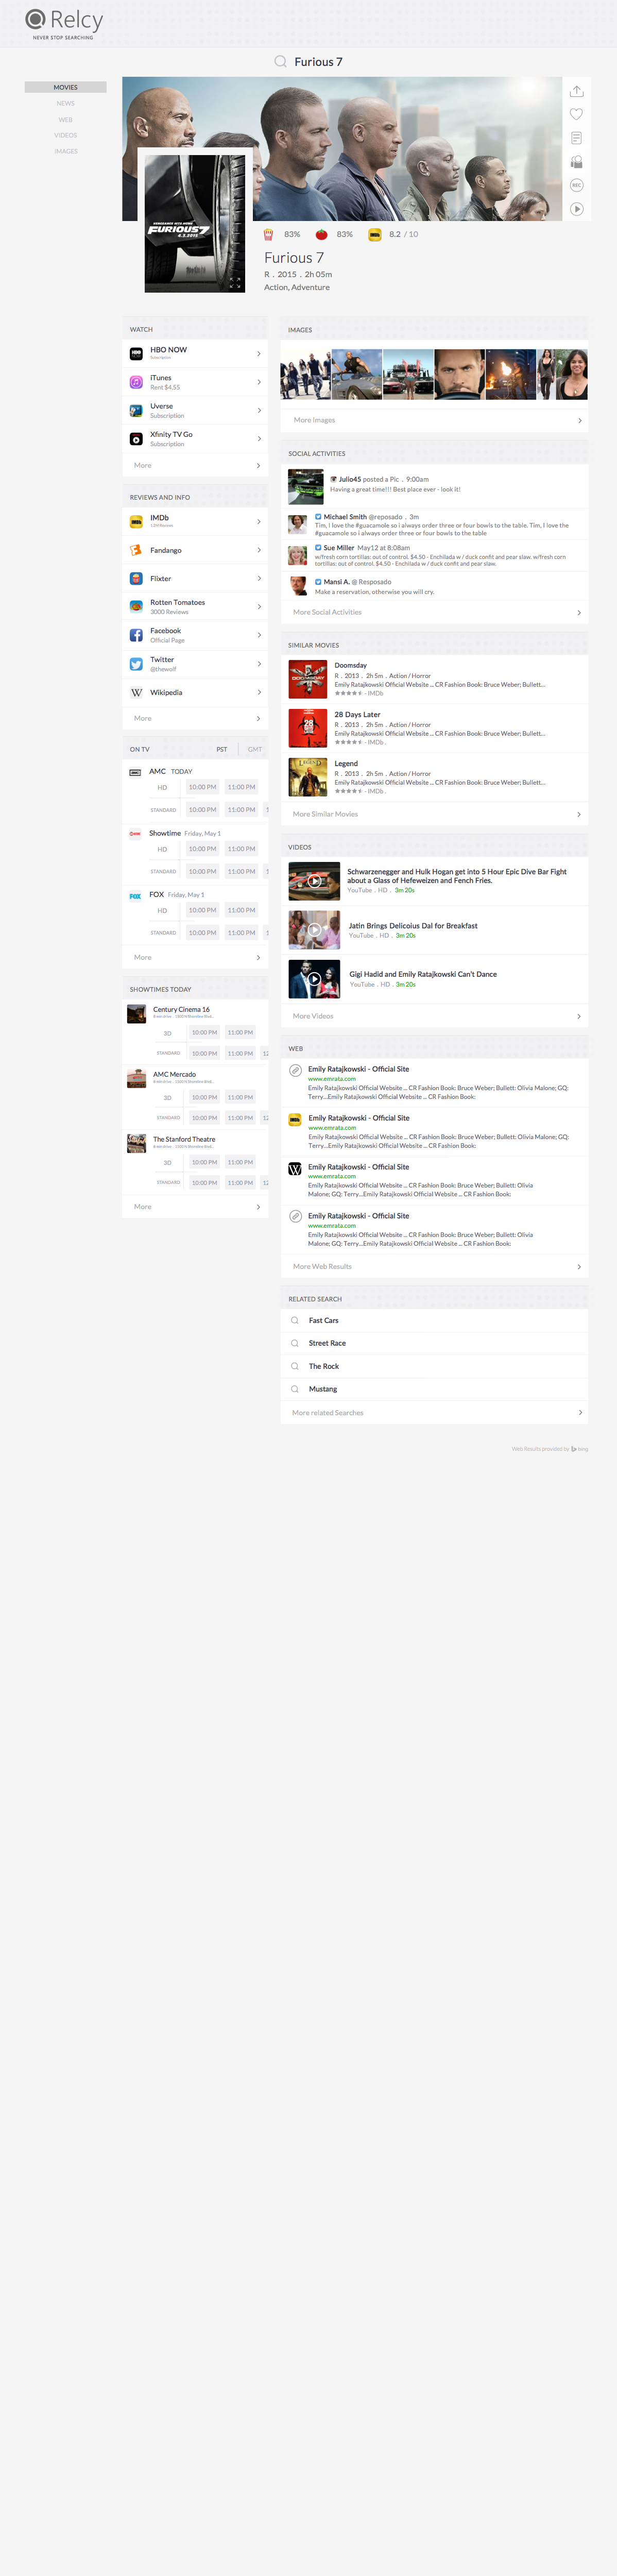 Relcy
NEVER STOP SEARCHING
Furious 7
MOVIES
NEWS
WEB
VIDEOS
IMAGES
REC
VENGEANCE HITS HOME
FURIOUS 7
4.3.2015
83%
83%
IMDb
8.2 / 10
Furious 7
R . 2015 . 2h 05m
Action, Adventure
WATCH
HBO NOW
Subscription
iTunes
Rent $4.55
Uverse
Subscription
Xfinity TV Go
Subscription
More
REVIEWS AND INFO
IMDb
Fandango
Flixter
Rotten Tomatoes
3000 Reviews
Facebook
Official Page
Twitter
@thewolf
Wikipedia
More
ON TV
PST
GMT
AMC TODAY
HD
10:00 PM
11:00 PM
STANDARD
10:00 PM
11:00 PM
1
Showtime Friday, May 1
HD
10:00 PM
11:00 PM
STANDARD
10:00 PM
11:00 PM
1
FOX Friday, May 1
HD
10:00 PM
11:00 PM
STANDARD
10:00 PM
11:00 PM
1
More
SHOWTIMES TODAY
Century Cinema 16
3D
10:00 PM
11:00 PM
STANDARD
10:00 PM
11:00 PM
12
AMC Mercado
3D
10:00 PM
11:00 PM
STANDARD
10:00 PM
11:00 PM
12
The Stanford Theatre
3D
10:00 PM
11:00 PM
STANDARD
10:00 PM
11:00 PM
12
More
IMAGES
More Images
SOCIAL ACTIVITIES
Julio45 posted a Pic . 9:00am
Having a great time!!! Best place ever - look it!
Michael Smith @reposado . 3m
Tim, I love the #guacamole so i always order three or four bowls to the table. Tim, I love the
#guacamole so i always order three or four bowls to the table
Sue Miller May12 at 8:08am
w/fresh corn tortillas: out of control. $4.50 - Enchilada w / duck confit and pear slaw. w/fresh corn
tortillas: out of control. $4.50 - Enchilada w / duck confit and pear slaw.
Mansi A. @ Resposado
Make a reservation, otherwise you will cry.
More Social Activities
SIMILAR MOVIES
Doomsday
R . 2013 . 2h 5m . Action / Horror
Emily Ratajkowski Official Website ... CR Fashion Book: Bruce Weber; Bullett...
- IMDb
28 Days Later
R . 2013 . 2h 5m . Action / Horror
Emily Ratajkowski Official Website ... CR Fashion Book: Bruce Weber; Bullett...
- IMDb .
Legend
R . 2013 . 2h 5m . Action / Horror
Emily Ratajkowski Official Website ... CR Fashion Book: Bruce Weber; Bullett...
- IMDb .
More Similar Movies
VIDEOS
Schwarzenegger and Hulk Hogan get into 5 Hour Epic Dive Bar Fight
about a Glass of Hefeweizen and Fench Fries.
YouTube . HD . 3m 20s
Jatin Brings Delicoius Dal for Breakfast
YouTube . HD . 3m 20s
Gigi Hadid and Emily Ratajkowski Can't Dance
YouTube . HD . 3m 20s
More Videos
WEB
Emily Ratajkowski - Official Site
www.emrata.com
Emily Ratajkowski Official Website ... CR Fashion Book: Bruce Weber; Bullett: Olivia Malone; GQ:
Terry...Emily Ratajkowski Official Website ... CR Fashion Book:
Emily Ratajkowski - Official Site
www.emrata.com
Emily Ratajkowski Official Website ... CR Fashion Book: Bruce Weber; Bullett: Olivia Malone; GQ:
Terry...Emily Ratajkowski Official Website ... CR Fashion Book:
Emily Ratajkowski - Official Site
www.emrata.com
Emily Ratajkowski Official Website ... CR Fashion Book: Bruce Weber; Bullett: Olivia
Malone; GQ: Terry...Emily Ratajkowski Official Website ... CR Fashion Book:
Emily Ratajkowski - Official Site
www.emrata.com
Emily Ratajkowski Official Website ... CR Fashion Book: Bruce Weber; Bullett: Olivia
Malone; GQ: Terry...Emily Ratajkowski Official Website ... CR Fashion Book:
More Web Results
RELATED SEARCH
Fast Cars
Street Race
The Rock
Mustang
More related Searches
Web Results provided by bing